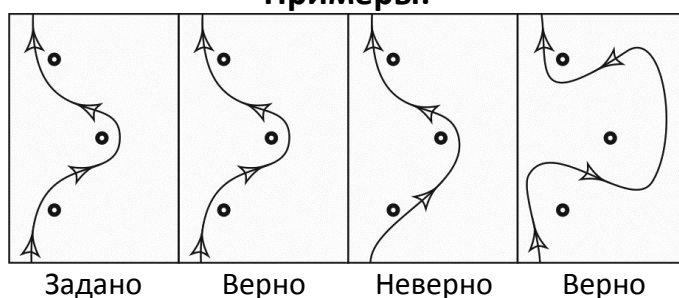 Примеры:
Задано
Верно
Неверно
Верно